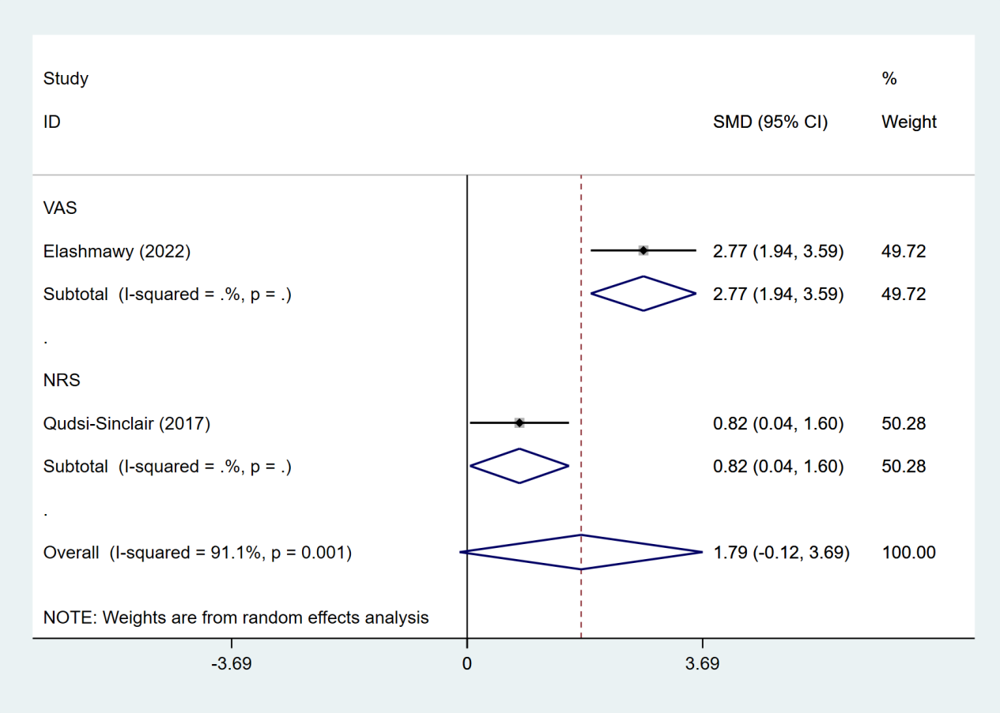 Study %
ID SMD (95% CI) Weight
VAS
Elashmawy (2022) 2.77 (1.94, 3.59) 49.72
Subtotal (I-squared = .%, p = .) 2.77 (1.94, 3.59) 49.72
.
NRS
Qudsi-Sinclair (2017) 0.82 (0.04, 1.60) 50.28
Subtotal (I-squared = .%, p = .) 0.82 (0.04, 1.60) 50.28
.
Overall (I-squared = 91.1%, p = 0.001) 1.79 (-0.12, 3.69) 100.00
NOTE: Weights are from random effects analysis
-3.69 0 3.69